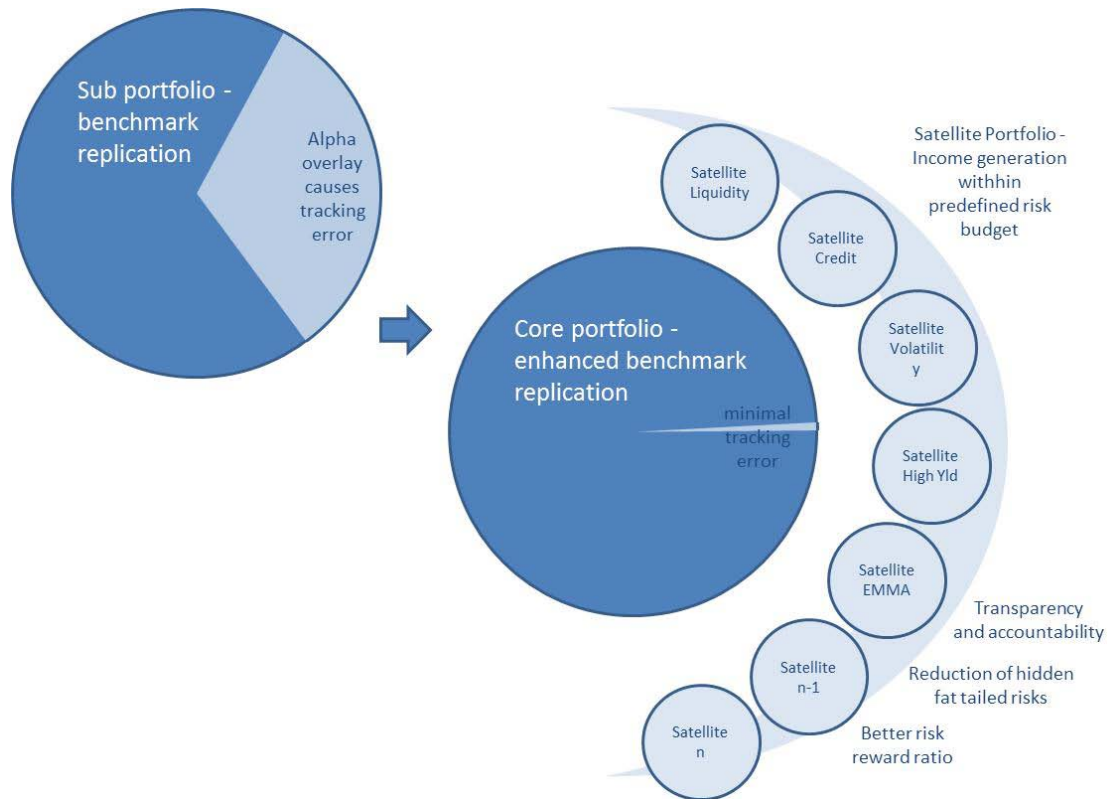 Sub portfolio -
benchmark
replication
Alpha
overlay
causes
tracking
error
Satellite
Liquidity
Satellite
Credit
Satellite
Volatilit
y
Satellite
High Yld
Satellite
EMMA
Satellite
n-1
Satellite
n
Satellite Portfolio -
Income generation
withhin
predefined risk
budget
Core portfolio -
enhanced benchmark
replication
minimal
tracking
error
Transparency
and accountability
Reduction of hidden
fat tailed risks
Better risk
reward ratio